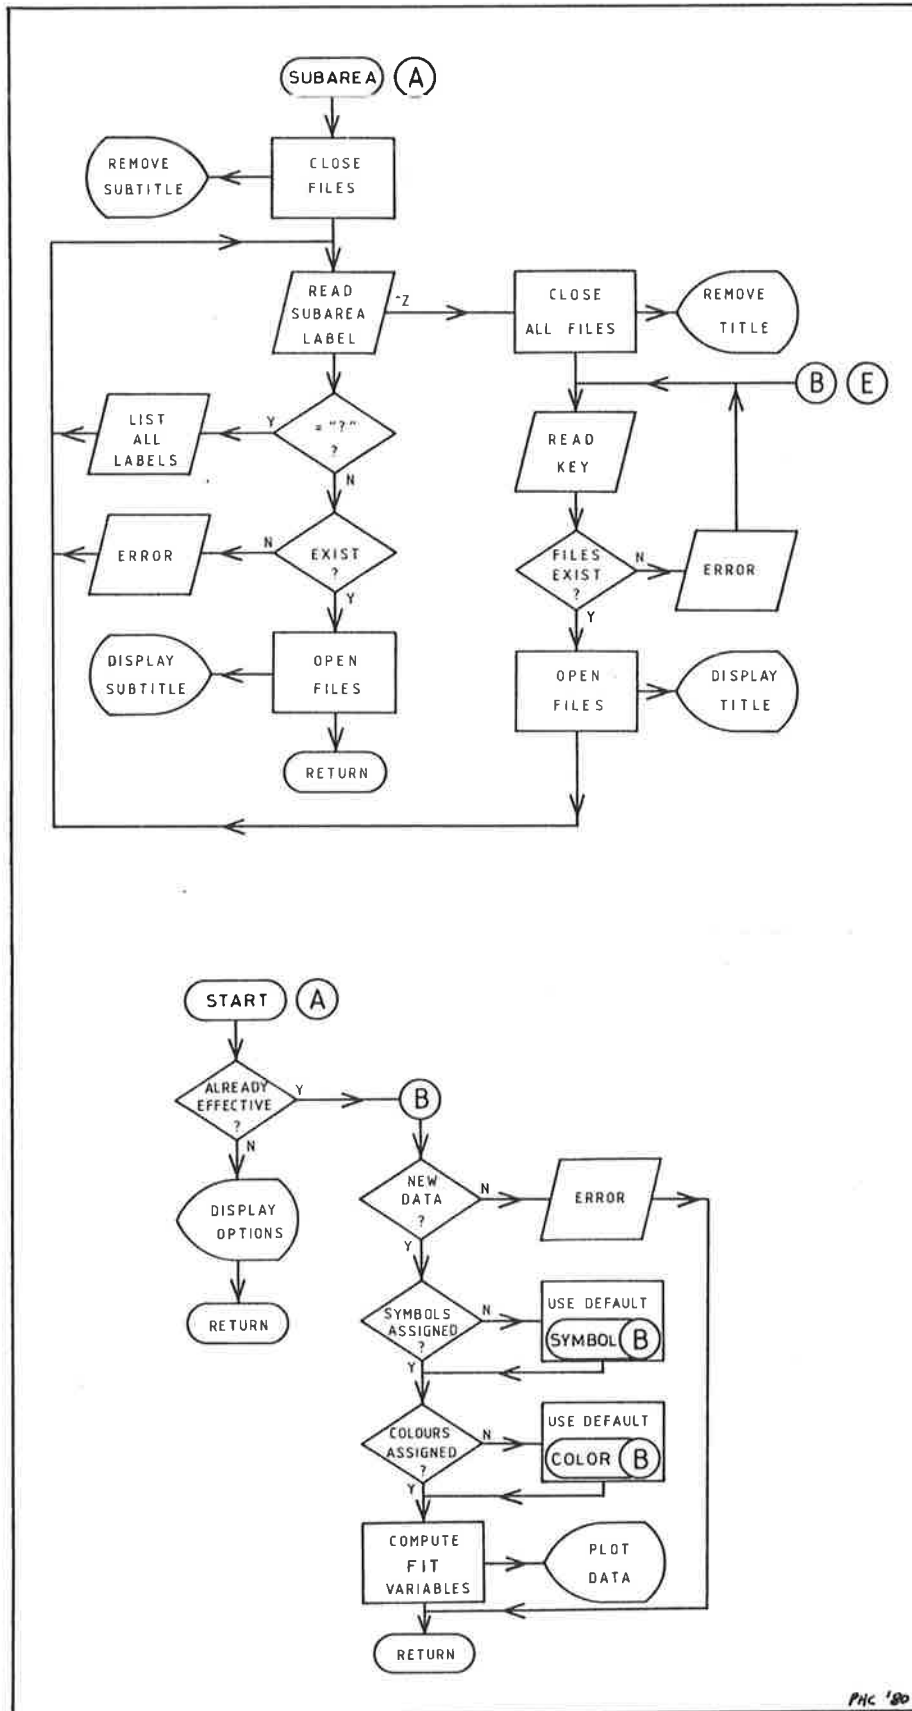 SUBAREA A
REMOVE
SUBTITLE
CLOSE
FILES
READ
SUBAREA
LABEL
^Z
CLOSE
ALL FILES
REMOVE
TITLE
B E
LIST
ALL
LABELS
Y
= "?"
?
N
READ
KEY
ERROR
N
EXIST
?
Y
FILES
EXIST
?
N
Y
ERROR
DISPLAY
SUBTITLE
OPEN
FILES
OPEN
FILES
DISPLAY
TITLE
RETURN
START A
ALREADY
EFFECTIVE
?
Y
N
B
DISPLAY
OPTIONS
RETURN
NEW
DATA
?
N
Y
ERROR
SYMBOLS
ASSIGNED
?
N
Y
USE DEFAULT
SYMBOL B
COLOURS
ASSIGNED
?
N
Y
USE DEFAULT
COLOR B
COMPUTE
FIT
VARIABLES
PLOT
DATA
RETURN
PHC '80